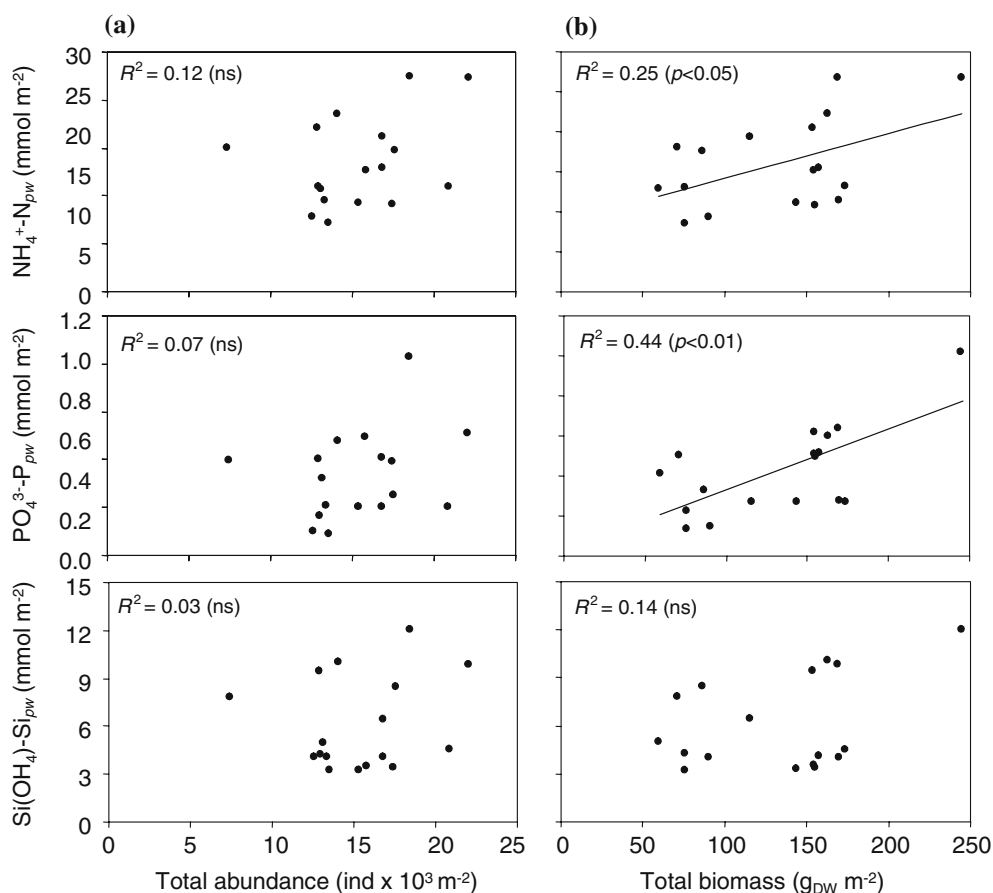 (a)
(b)
NH₄⁺-N_pw (mmol m⁻²)
30
25
20
15
10
5
0
R² = 0.12 (ns)
R² = 0.25 (p<0.05)
PO₄³⁻-P_pw (mmol m⁻²)
1.2
1.0
0.8
0.6
0.4
0.2
0.0
R² = 0.07 (ns)
R² = 0.44 (p<0.01)
Si(OH₄)-Si_pw (mmol m⁻²)
15
12
9
6
3
0
R² = 0.03 (ns)
R² = 0.14 (ns)
0 5 10 15 20 25
0 50 100 150 200 250
Total abundance (ind x 10³ m⁻²)
Total biomass (g_DW m⁻²)